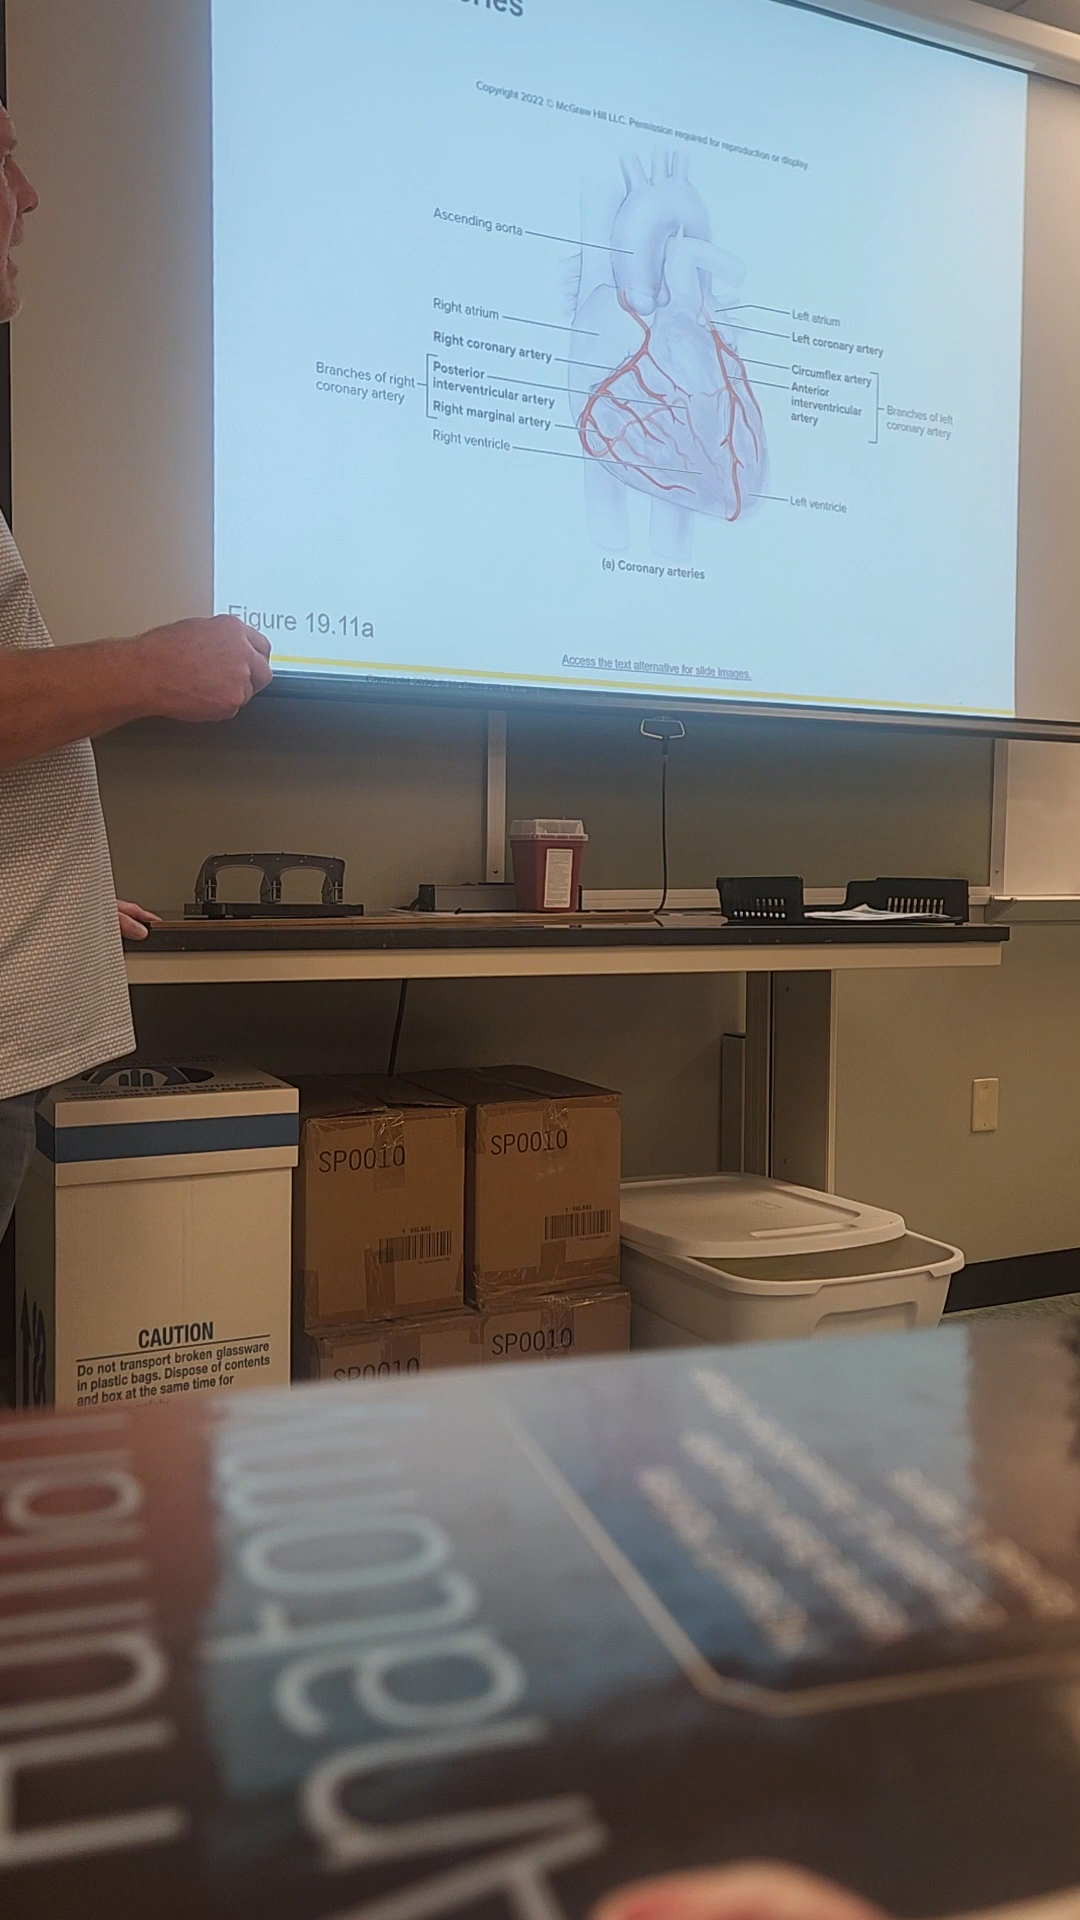 Copyright 2022 © McGraw Hill LLC. Permission required for reproduction or display.
Ascending aorta
Right atrium
Right coronary artery
Branches of right
coronary artery
Posterior
interventricular artery
Right marginal artery
Right ventricle
Left atrium
Left coronary artery
Circumflex artery
Anterior
interventricular
artery
Branches of left
coronary artery
Left ventricle
(a) Coronary arteries
Figure 19.11a
Access the text alternative for slide images.
SP0010
SP0010
SP0010
SP0010
CAUTION
Do not transport broken glassware
in plastic bags. Dispose of contents
and box at the same time for
Human
Anatomy